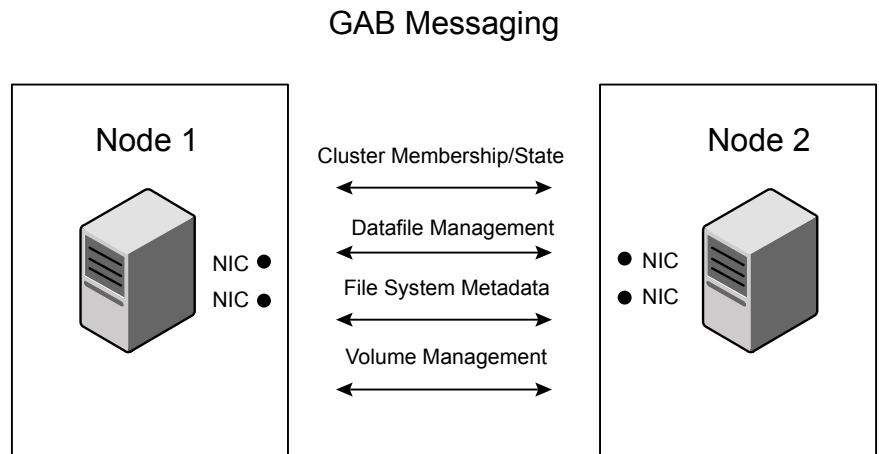 GAB Messaging
Node 1
Node 2
Cluster Membership/State
Datafile Management
NIC
NIC
File System Metadata
NIC
NIC
Volume Management